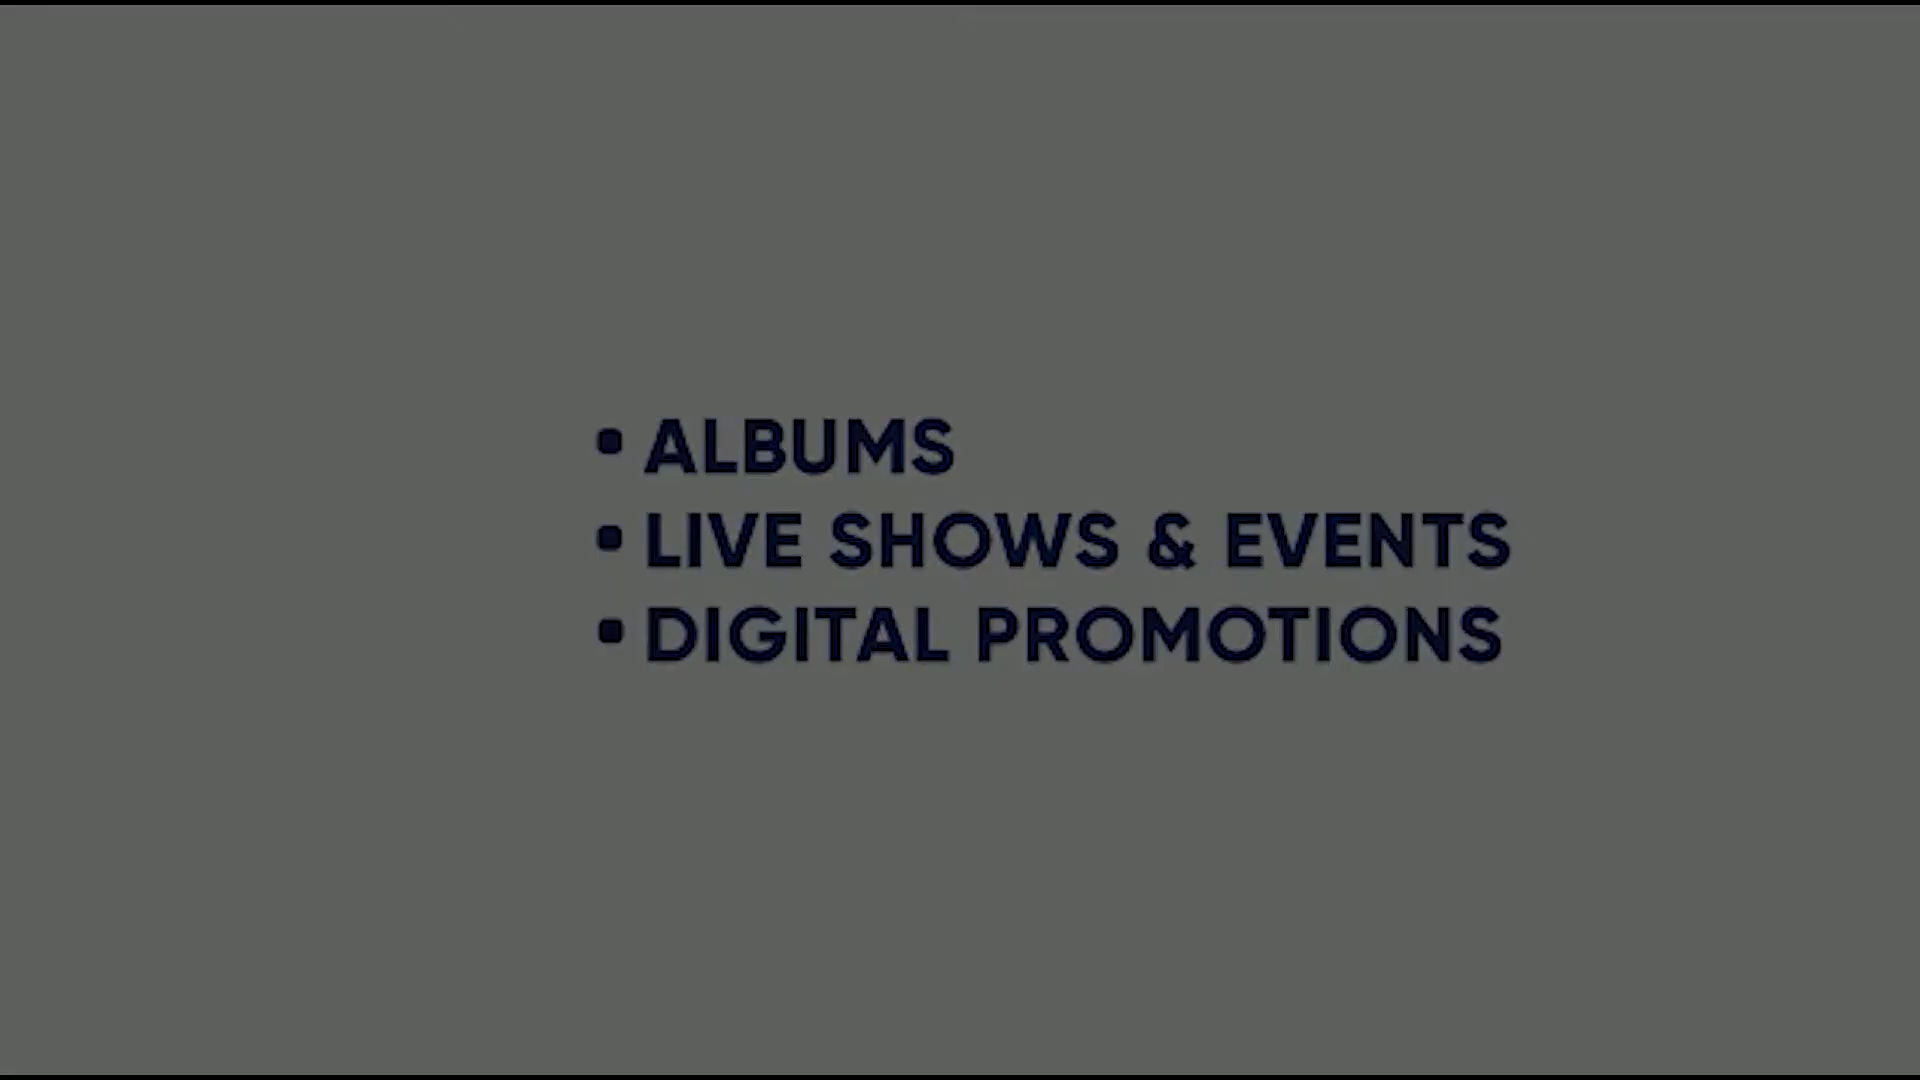 • ALBUMS
• LIVE SHOWS & EVENTS
• DIGITAL PROMOTIONS